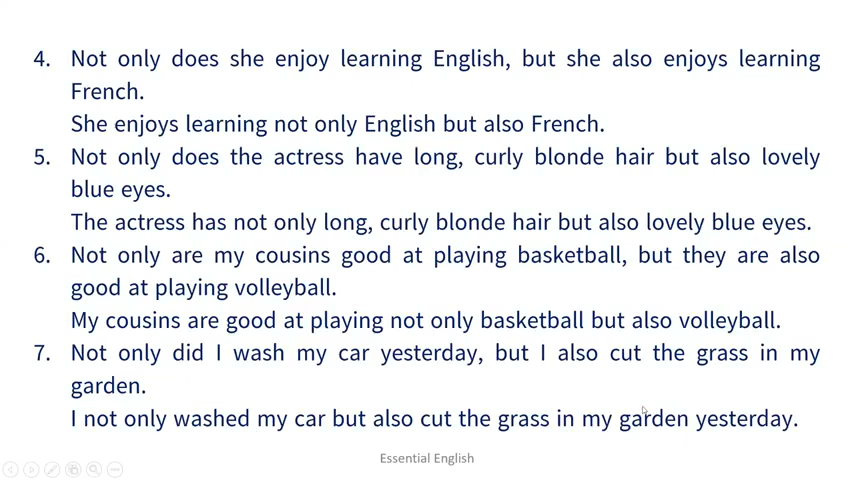 4. Not only does she enjoy learning English, but she also enjoys learning
French.
She enjoys learning not only English but also French.
5. Not only does the actress have long, curly blonde hair but also lovely
blue eyes.
The actress has not only long, curly blonde hair but also lovely blue eyes.
6. Not only are my cousins good at playing basketball, but they are also
good at playing volleyball.
My cousins are good at playing not only basketball but also volleyball.
7. Not only did I wash my car yesterday, but I also cut the grass in my
garden.
I not only washed my car but also cut the grass in my garden yesterday.
Essential English